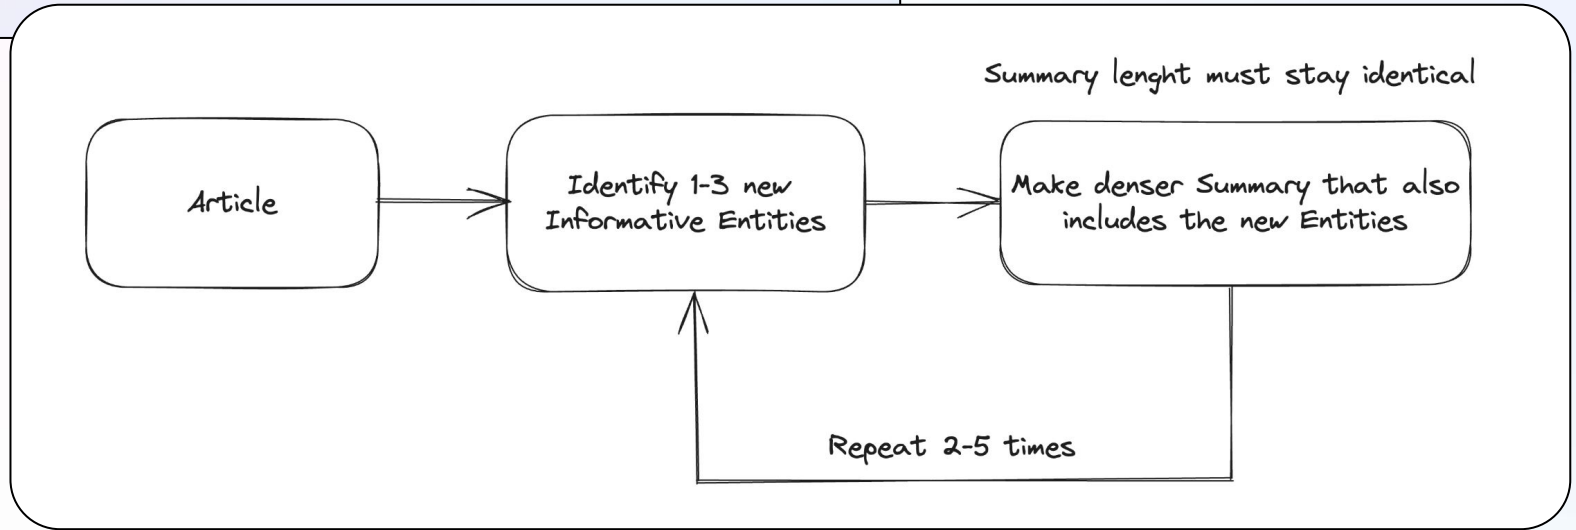 Summary lenght must stay identical
Article
Identify 1-3 new
Informative Entities
Make denser Summary that also
includes the new Entities
Repeat 2-5 times